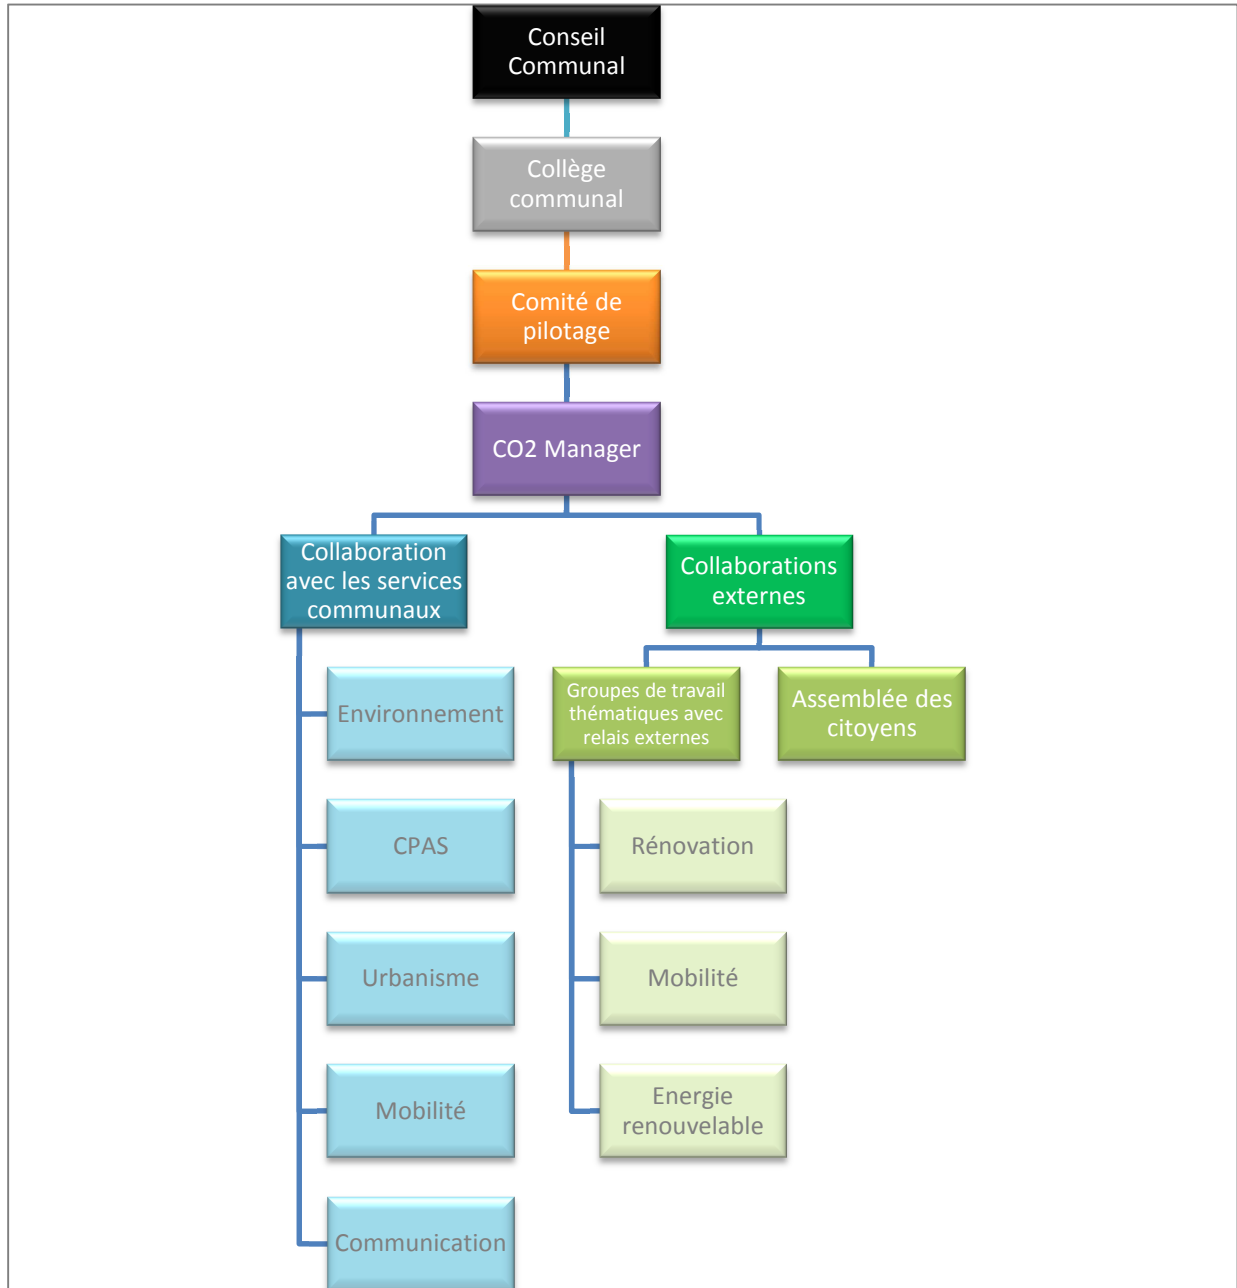 Conseil
Communal
Collège
communal
Comité de
pilotage
CO2 Manager
Collaboration
avec les services
communaux
Collaborations
externes
Environnement
CPAS
Urbanisme
Mobilité
Communication
Groupes de travail
thématiques avec
relais externes
Assemblée des
citoyens
Rénovation
Mobilité
Energie
renouvelable